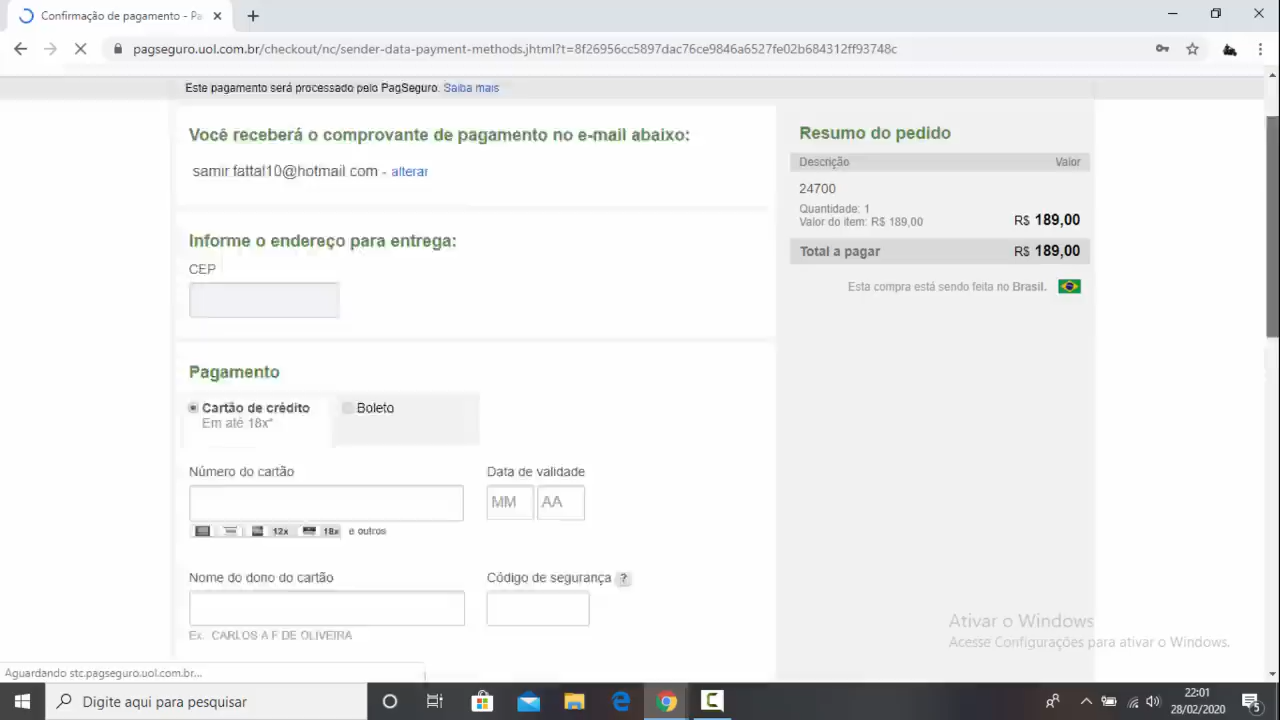 Confirmação de pagamento - Pa
pagseguro.uol.com.br/checkout/nc/sender-data-payment-methods.jhtml?t=8f26956cc5897dac76ce9846a6527fe02b684312ff93748c
Este pagamento será processado pelo PagSeguro. Saiba mais
Você receberá o comprovante de pagamento no e-mail abaixo:
samir fattal10@hotmail com - alterar
Informe o endereço para entrega:
CEP
Pagamento
Cartão de crédito
Em até 18x*
Boleto
Número do cartão
Data de validade
MM AA
12x 18x e outros
Nome do dono do cartão
Código de segurança ?
Ex. CARLOS A F DE OLIVEIRA
Resumo do pedido
Descrição Valor
24700
Quantidade: 1
Valor do item: R$ 189,00 R$ 189,00
Total a pagar R$ 189,00
Esta compra está sendo feita no Brasil.
Ativar o Windows
Acesse Configurações para ativar o Windows.
Aguardando stc.pagseguro.uol.com.br...
Digite aqui para pesquisar
22:01
28/02/2020
5